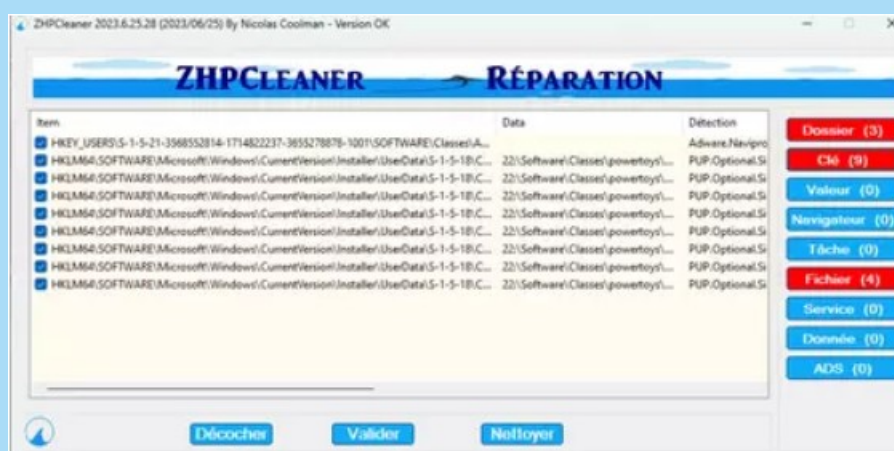 ZHPCleaner 2023.6.25.28 (2023/06/25) By Nicolas Coolman - Version OK
ZHPCLEANER RÉPARATION
Item Data Détection
HKEY_USERS\S-1-5-21-3568552814-1714822237-3655278878-1001\SOFTWARE\Classes\A... Adware.Navipro
HKLM64\SOFTWARE\Microsoft\Windows\CurrentVersion\Installer\UserData\S-1-5-18\C... 22:\Software\Classes\powertoys\... PUP.Optional.Si
HKLM64\SOFTWARE\Microsoft\Windows\CurrentVersion\Installer\UserData\S-1-5-18\C... 22:\Software\Classes\powertoys\... PUP.Optional.Si
HKLM64\SOFTWARE\Microsoft\Windows\CurrentVersion\Installer\UserData\S-1-5-18\C... 22:\Software\Classes\powertoys\... PUP.Optional.Si
HKLM64\SOFTWARE\Microsoft\Windows\CurrentVersion\Installer\UserData\S-1-5-18\C... 22:\Software\Classes\powertoys\... PUP.Optional.Si
HKLM64\SOFTWARE\Microsoft\Windows\CurrentVersion\Installer\UserData\S-1-5-18\C... 22:\Software\Classes\powertoys\... PUP.Optional.Si
HKLM64\SOFTWARE\Microsoft\Windows\CurrentVersion\Installer\UserData\S-1-5-18\C... 22:\Software\Classes\powertoys\... PUP.Optional.Si
HKLM64\SOFTWARE\Microsoft\Windows\CurrentVersion\Installer\UserData\S-1-5-18\C... 22:\Software\Classes\powertoys\... PUP.Optional.Si
HKLM64\SOFTWARE\Microsoft\Windows\CurrentVersion\Installer\UserData\S-1-5-18\C... 22:\Software\Classes\powertoys\... PUP.Optional.Si
Dossier (3)
Clé (9)
Valeur (0)
Navigateur (0)
Tâche (0)
Fichier (4)
Service (0)
Donnée (0)
ADS (0)
Décocher Valider Nettoyer